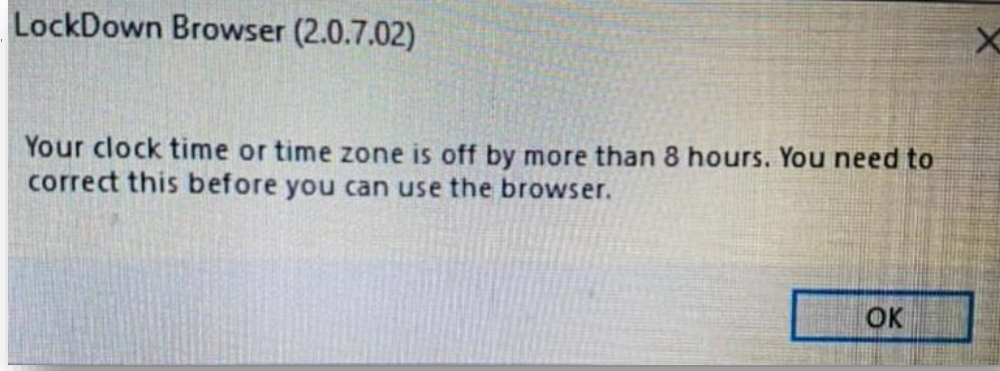 LockDown Browser (2.0.7.02)
Your clock time or time zone is off by more than 8 hours. You need to
correct this before you can use the browser.
OK